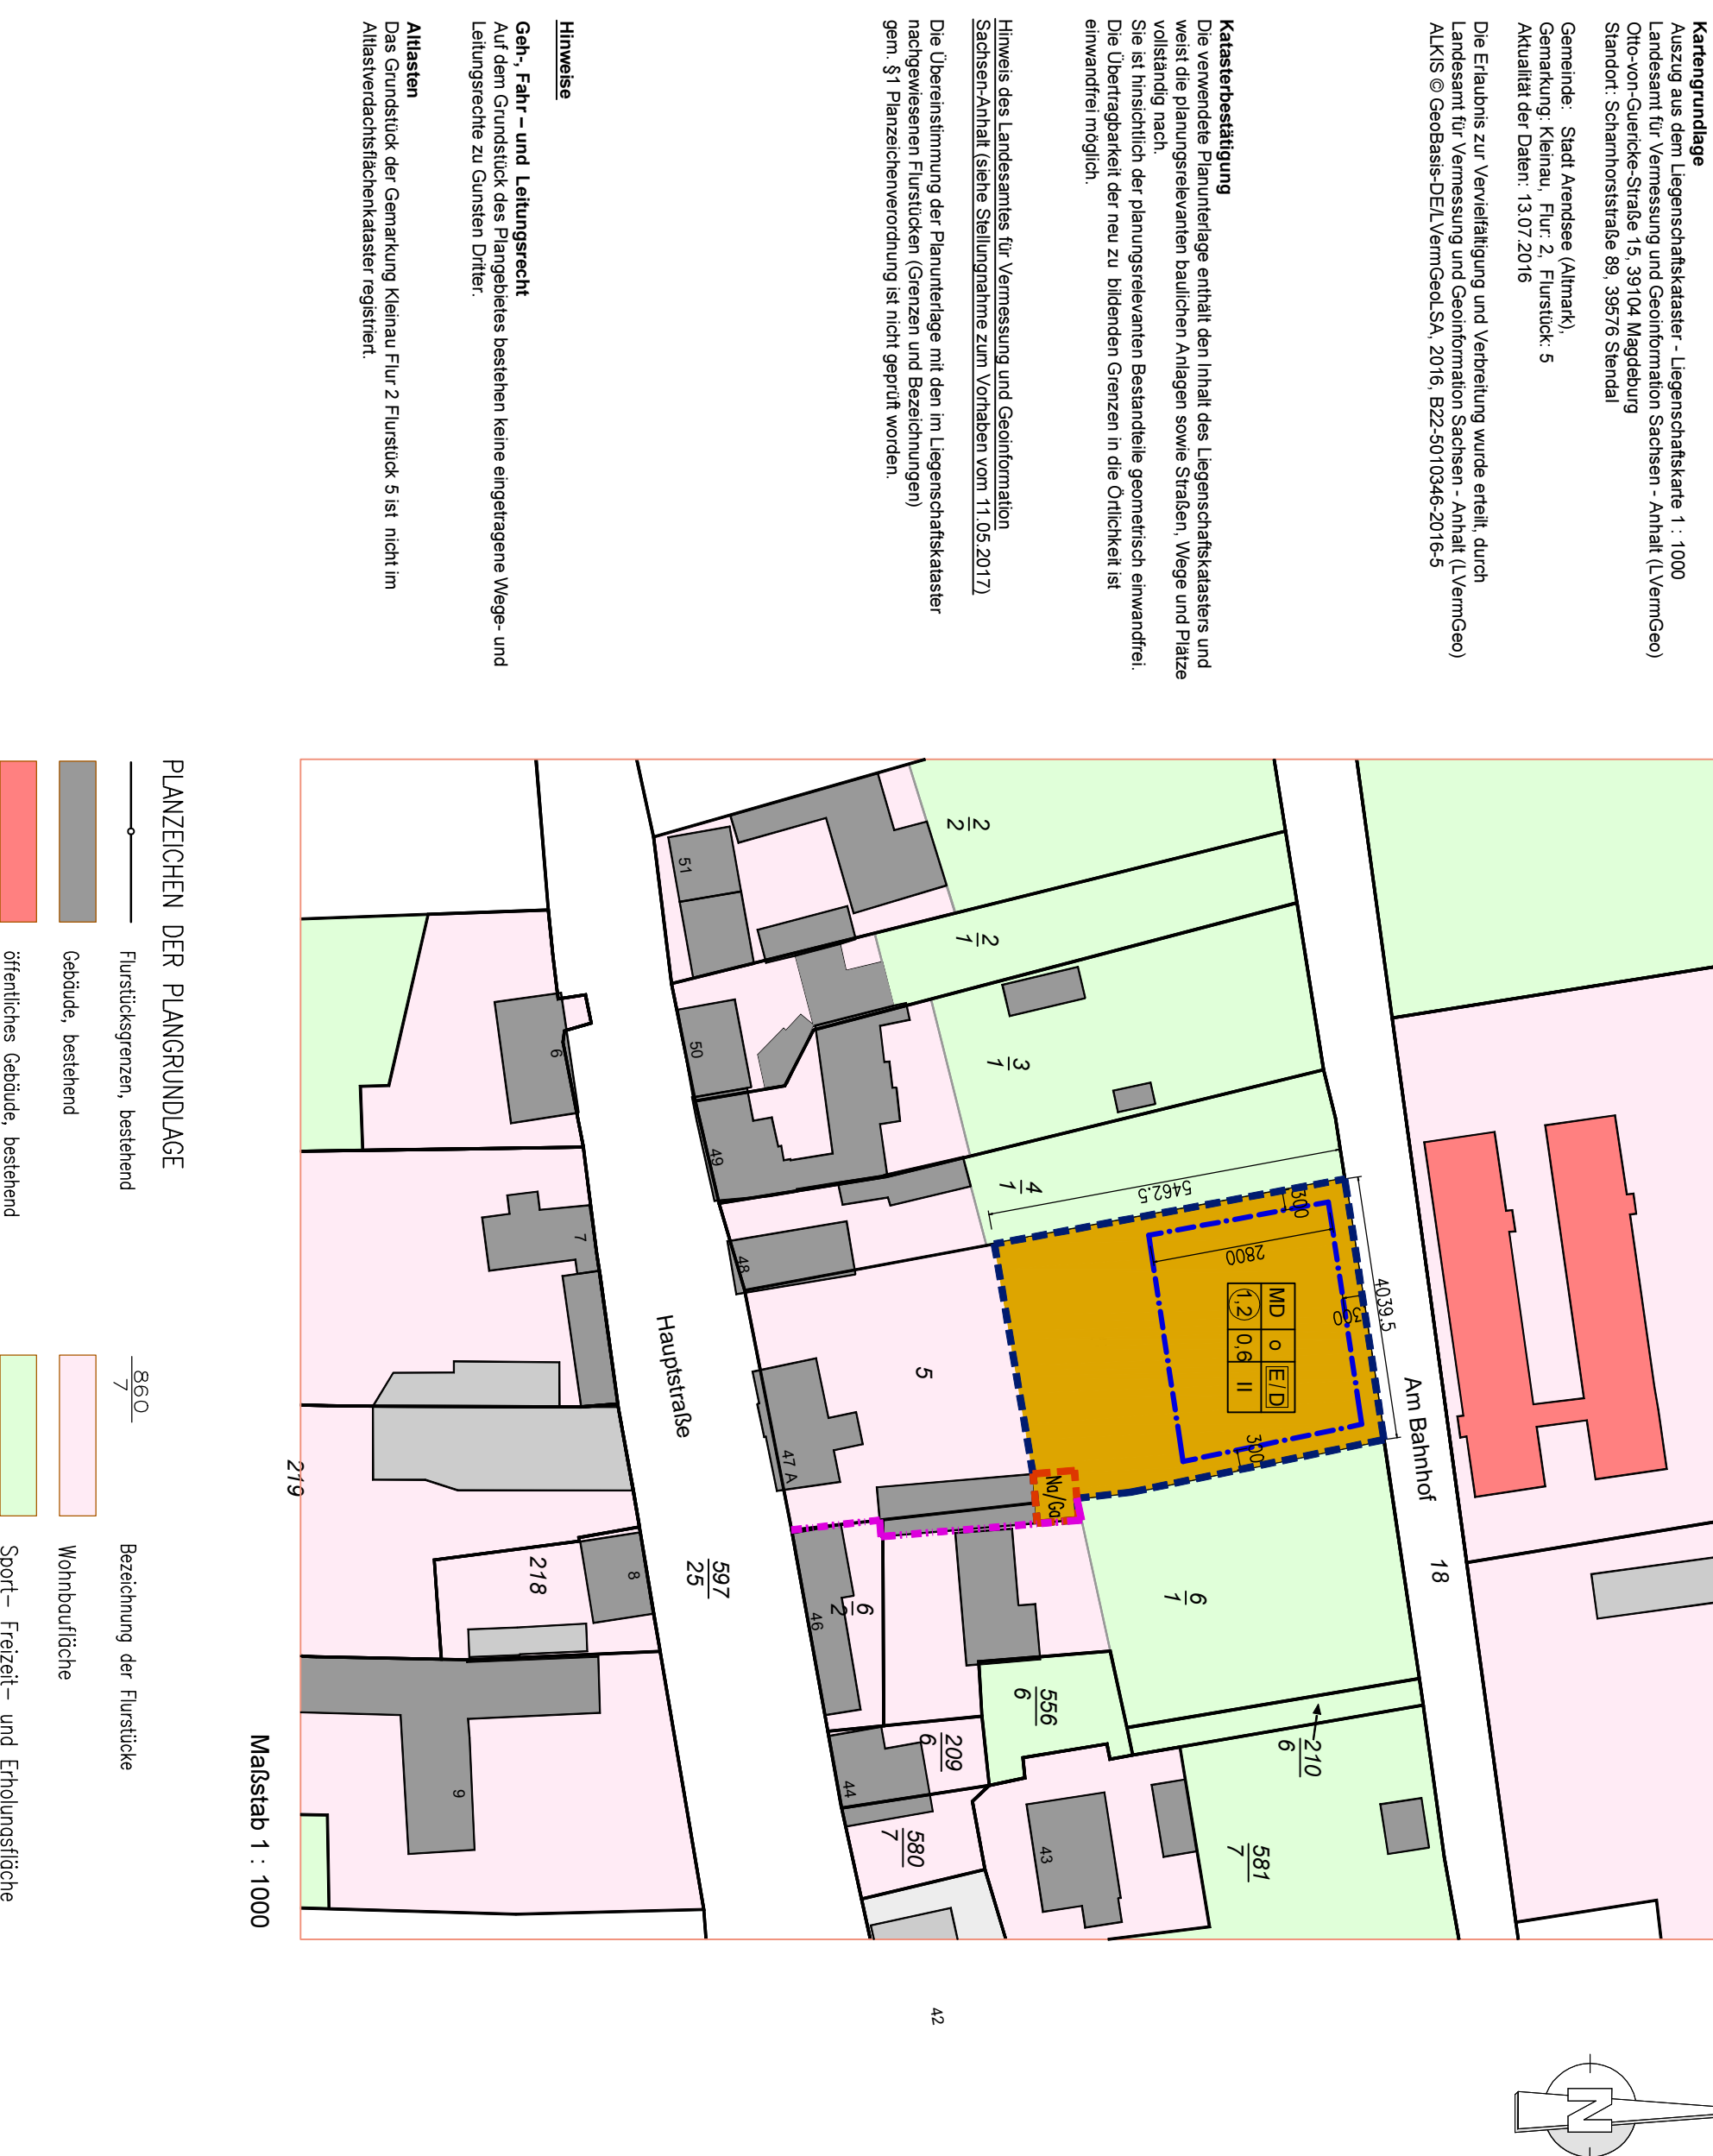 Kartengrundlage
Auszug aus dem Liegenschaftskataster - Liegenschaftskarte 1 : 1000
Landesamt für Vermessung und Geoinformation Sachsen - Anhalt (LVermGeo)
Otto-von-Guericke-Straße 15, 39104 Magdeburg
Standort: Scharnhorststraße 89, 39576 Stendal
Gemeinde: Stadt Arendsee (Altmark),
Gemarkung: Kleinau, Flur: 2, Flurstück: 5
Aktualität der Daten: 13.07.2016
Die Erlaubnis zur Vervielfältigung und Verbreitung wurde erteilt, durch
Landesamt für Vermessung und Geoinformation Sachsen - Anhalt (LVermGeo)
ALKIS © GeoBasis-DE/LVermGeoLSA, 2016, B22-5010346-2016-5
Katasterbestätigung
Die verwendete Planunterlage enthält den Inhalt des Liegenschaftskatasters und
weist die planungsrelevanten baulichen Anlagen sowie Straßen, Wege und Plätze
vollständig nach.
Sie ist hinsichtlich der planungsrelevanten Bestandteile geometrisch einwandfrei.
Die Übertragbarkeit der neu zu bildenden Grenzen in die Örtlichkeit ist
einwandfrei möglich.
Hinweis des Landesamtes für Vermessung und Geoinformation
Sachsen-Anhalt (siehe Stellungnahme zum Vorhaben vom 11.05.2017)
Die Übereinstimmung der Planunterlage mit den im Liegenschaftskataster
nachgewiesenen Flurstücken (Grenzen und Bezeichnungen)
gem. §1 Planzeichenverordnung ist nicht geprüft worden.
Hinweise
Geh-, Fahr – und Leitungsrecht
Auf dem Grundstück des Plangebietes bestehen keine eingetragene Wege- und
Leitungsrechte zu Gunsten Dritter.
Altlasten
Das Grundstück der Gemarkung Kleinau Flur 2 Flurstück 5 ist nicht im
Altlastverdachtsflächenkataster registriert.
Am Bahnhof
18
4039.5
300
300
300
2800
5462.5
MD o E/D
1,2 0,6 II
Na/Ga
2
2
2
1
3
1
4
1
5
6
1
6
2
556
6
210
6
209
6
581
7
580
7
51
50
49
48
47 A
46
44
43
42
Hauptstraße
597
25
6
7
8
9
218
219
Maßstab 1 : 1000
PLANZEICHEN DER PLANGRUNDLAGE
Flurstücksgrenzen, bestehend
Gebäude, bestehend
öffentliches Gebäude, bestehend
860
7
Bezeichnung der Flurstücke
Wohnbaufläche
Sport– Freizeit– und Erholungsfläche
N